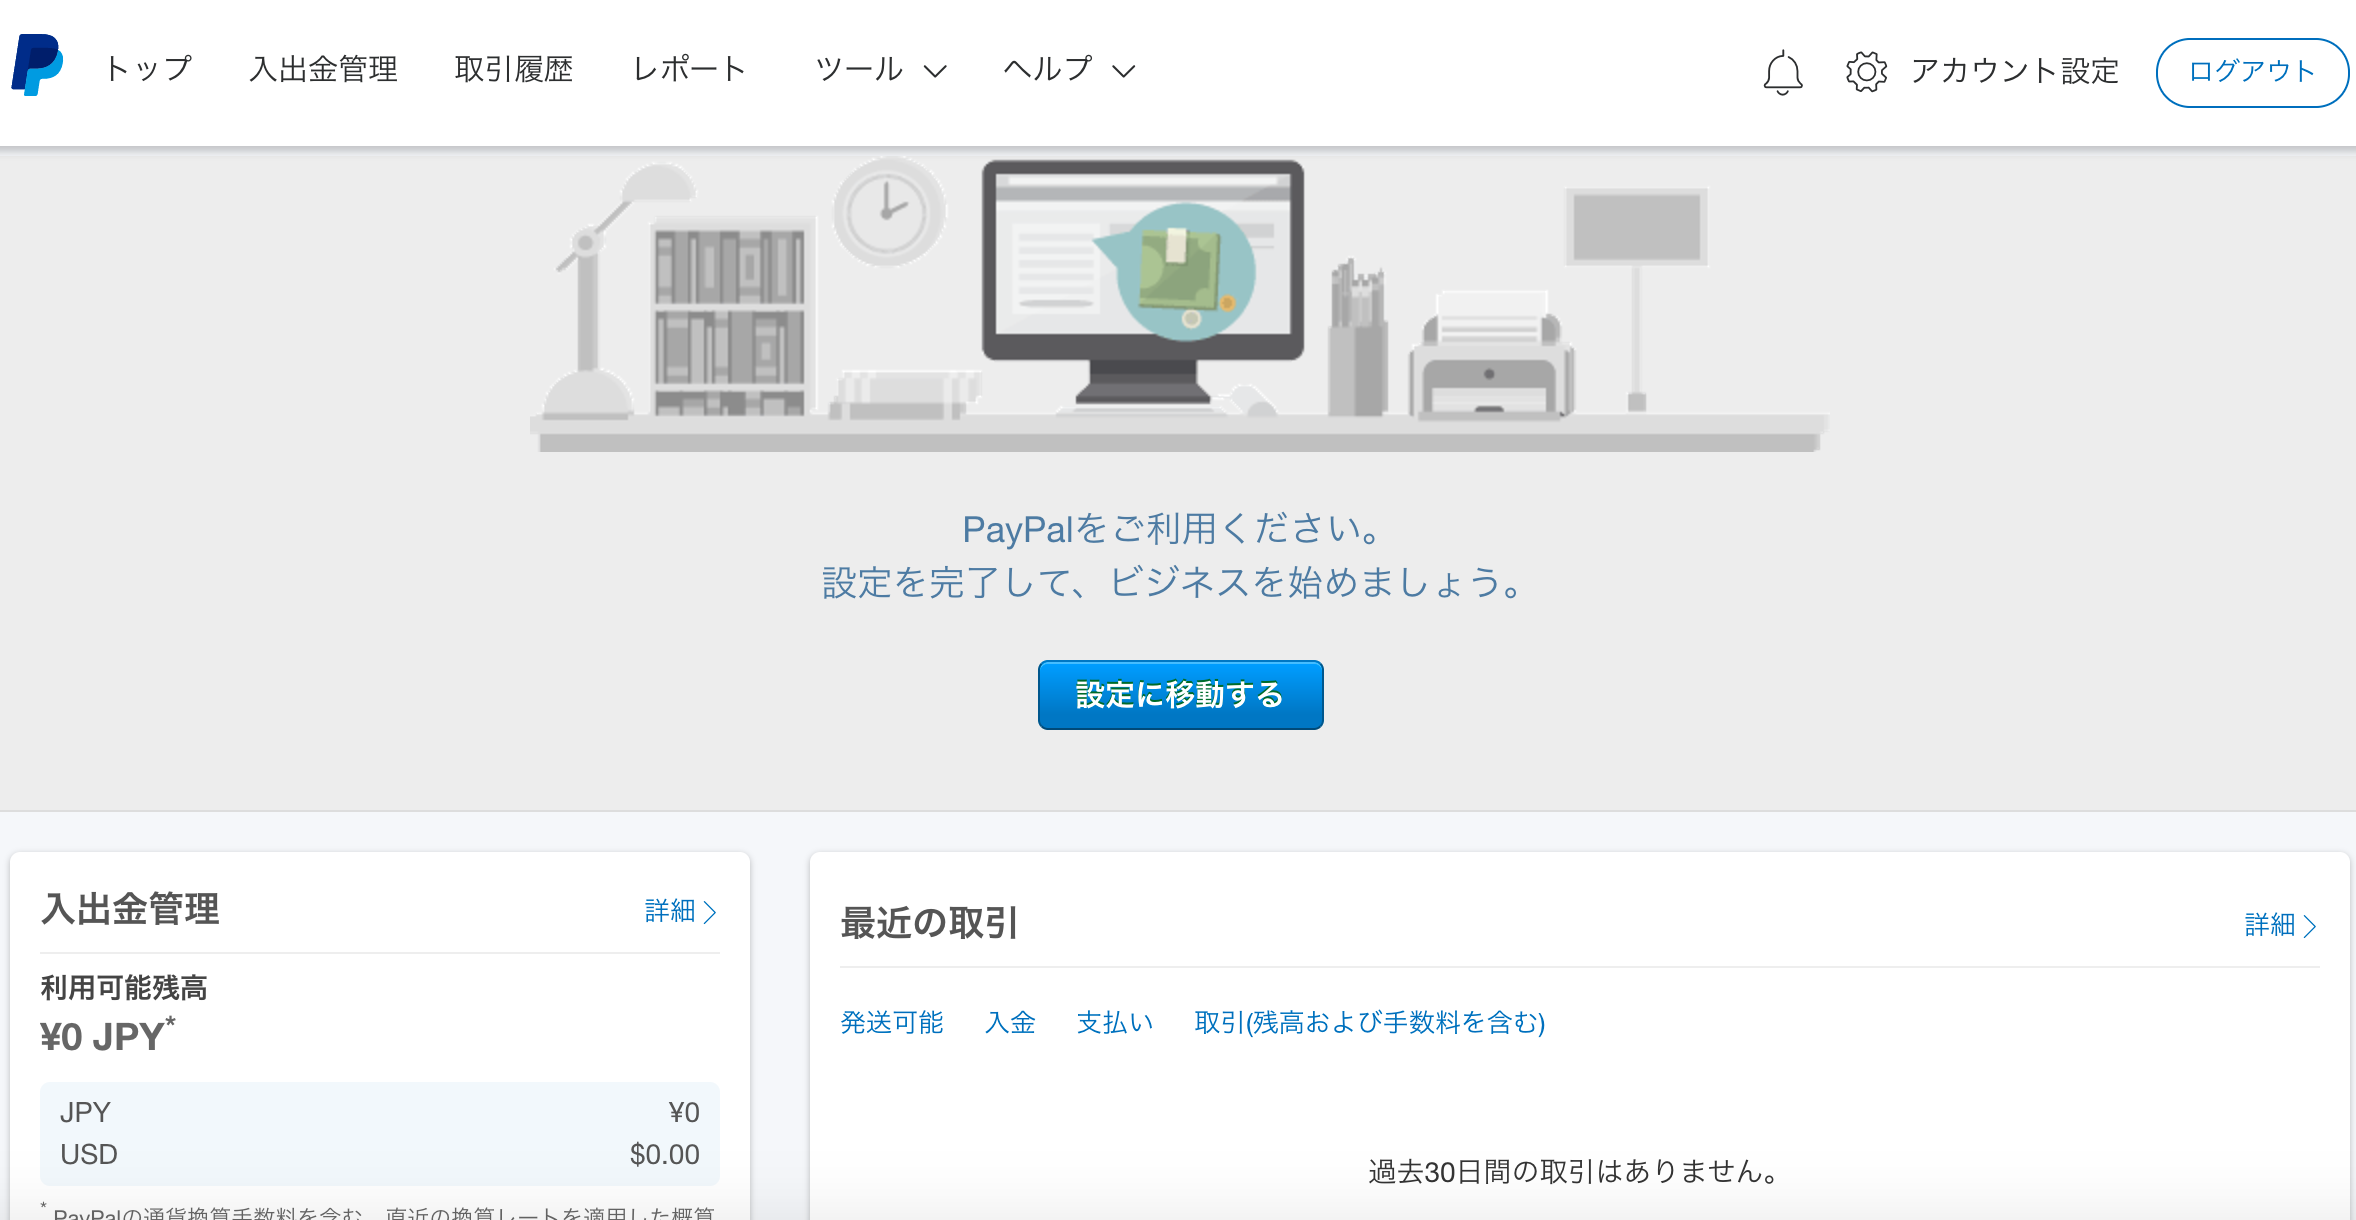 トップ
入出金管理
取引履歴
レポート
ツール
ヘルプ
アカウント設定
ログアウト
PayPalをご利用ください。
設定を完了して、ビジネスを始めましょう。
設定に移動する
入出金管理
詳細
利用可能残高
¥0 JPY*
JPY ¥0
USD $0.00
* PayPalの通貨換算手数料を含む、直近の換算レートを適用した概算
最近の取引
詳細
発送可能 入金 支払い 取引(残高および手数料を含む)
過去30日間の取引はありません。